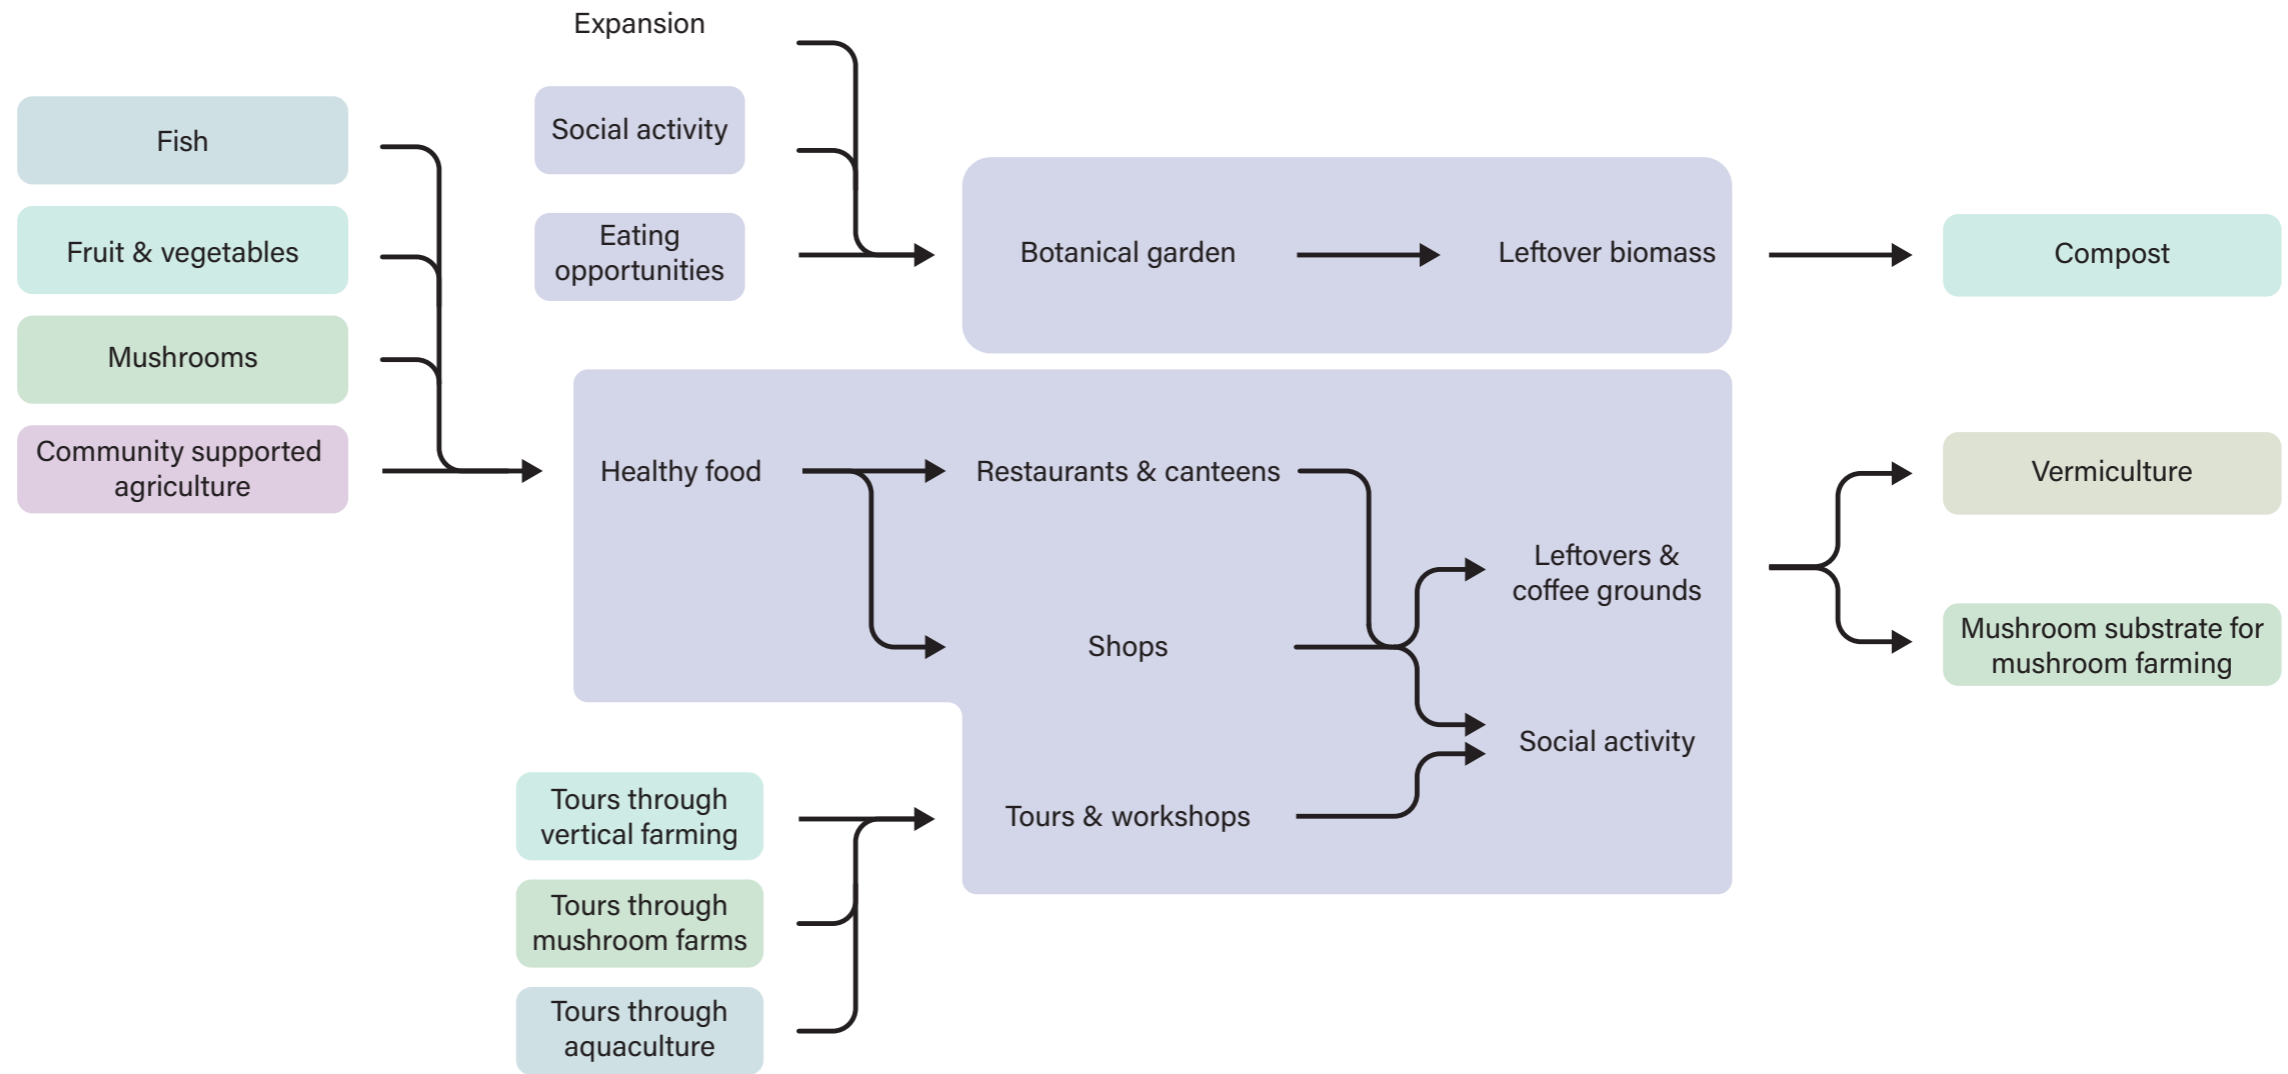 Expansion
Fish
Social activity
Fruit & vegetables
Eating
opportunities
Botanical garden
Leftover biomass
Compost
Mushrooms
Community supported
agriculture
Healthy food
Restaurants & canteens
Vermiculture
Leftovers &
coffee grounds
Shops
Mushroom substrate for
mushroom farming
Social activity
Tours through
vertical farming
Tours & workshops
Tours through
mushroom farms
Tours through
aquaculture